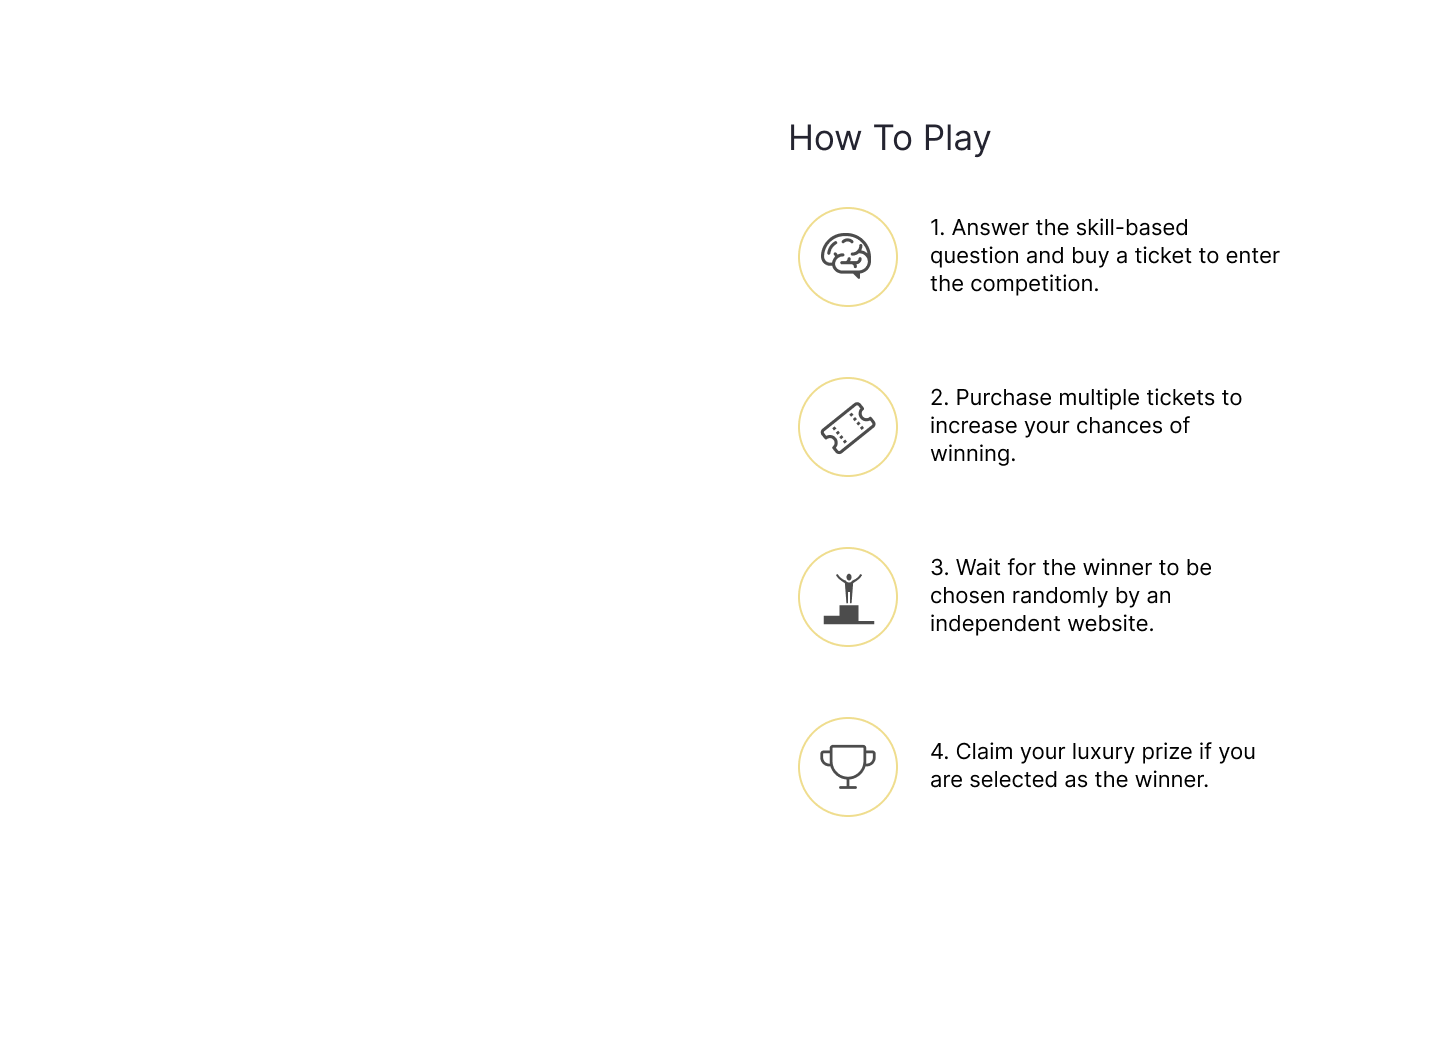 How To Play
1. Answer the skill-based
question and buy a ticket to enter
the competition.
2. Purchase multiple tickets to
increase your chances of
winning.
3. Wait for the winner to be
chosen randomly by an
independent website.
4. Claim your luxury prize if you
are selected as the winner.